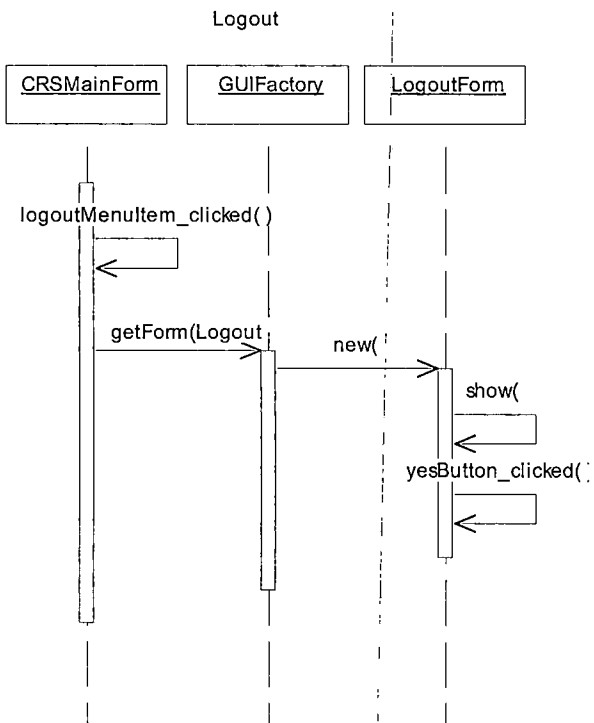 Logout
CRSMainForm
GUIFactory
LogoutForm
logoutMenuItem_clicked()
getForm(Logout
new(
show(
yesButton_clicked()